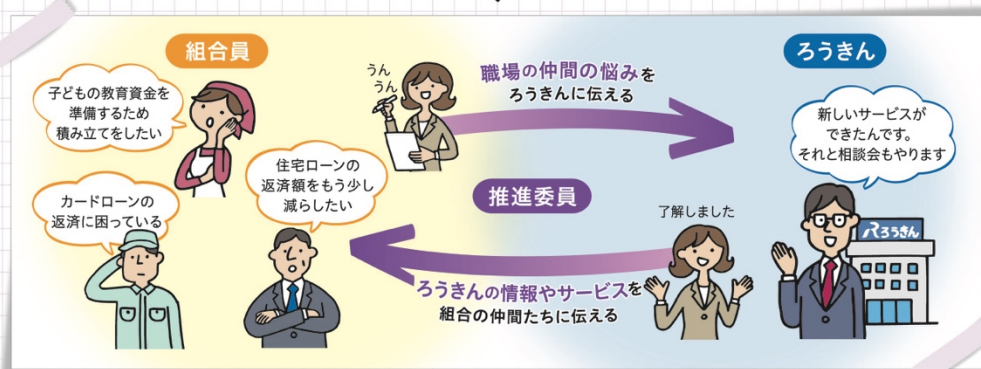 組合員
ろうきん
子どもの教育資金を
準備するため
積み立てをしたい
うん
うん
職場の仲間の悩みを
ろうきんに伝える
新しいサービスが
できたんです。
それと相談会もやります
住宅ローンの
返済額をもう少し
減らしたい
カードローンの
返済に困っている
推進委員
了解しました
ろうきん
ろうきんの情報やサービスを
組合の仲間たちに伝える